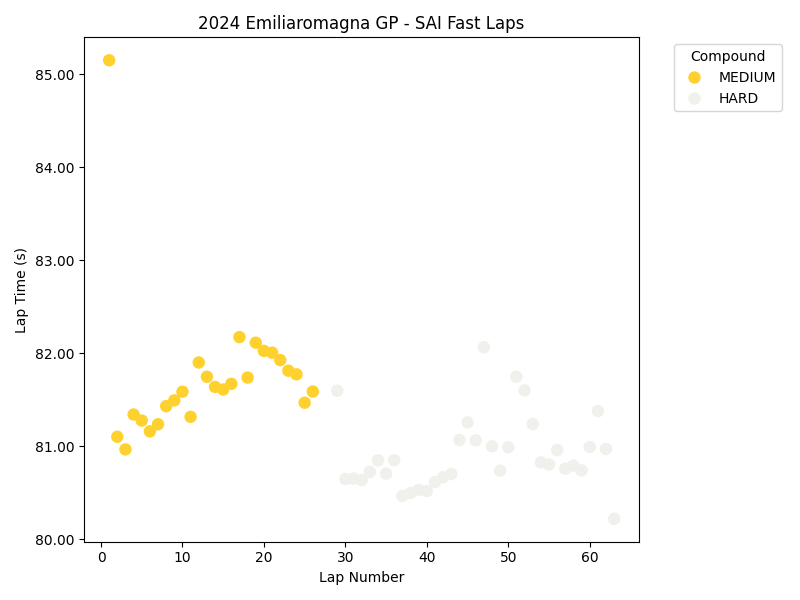 2024 Emiliaromagna GP - SAI Fast Laps
Compound
MEDIUM
HARD
85.00
84.00
83.00
82.00
81.00
80.00
Lap Time (s)
0 10 20 30 40 50 60
Lap Number